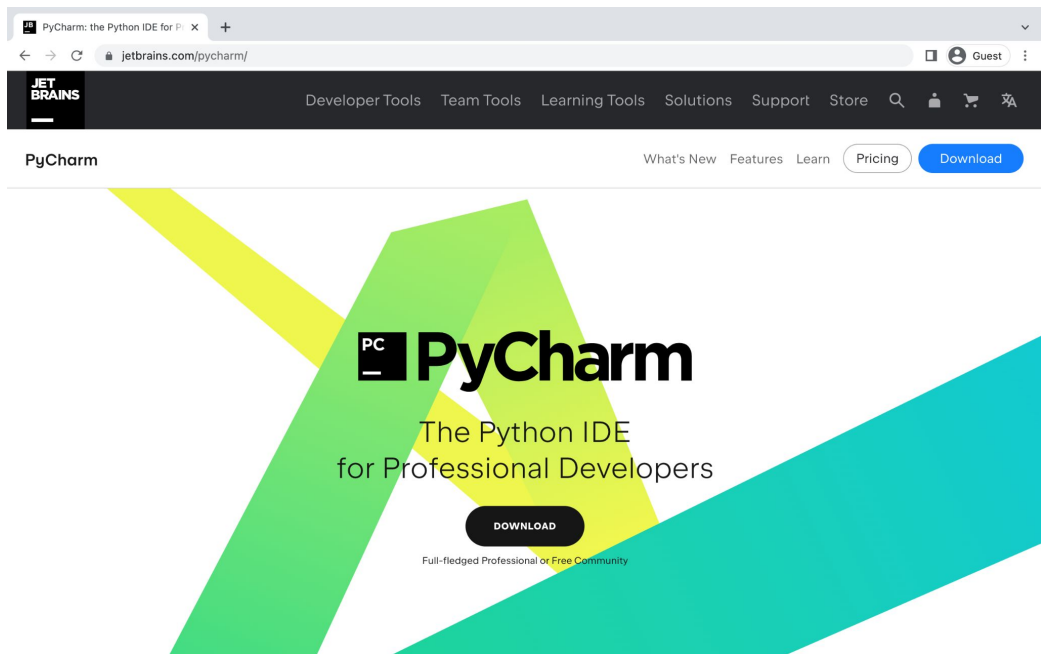 JB PyCharm: the Python IDE for P
jetbrains.com/pycharm/
Guest
JET
BRAINS
Developer Tools Team Tools Learning Tools Solutions Support Store
PyCharm
What's New Features Learn Pricing Download
PC PyCharm
The Python IDE
for Professional Developers
DOWNLOAD
Full-fledged Professional or Free Community